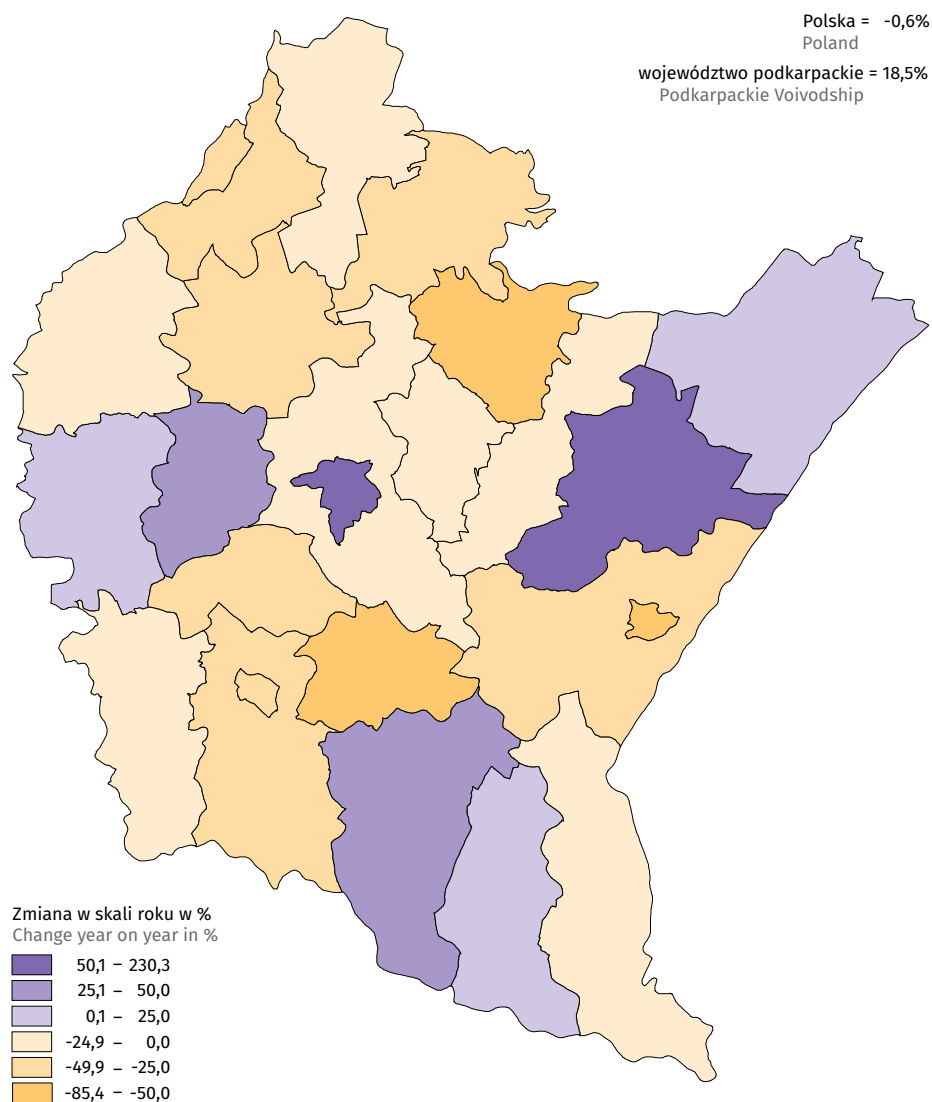 Polska = -0,6%
Poland
województwo podkarpackie = 18,5%
Podkarpackie Voivodship
Zmiana w skali roku w %
Change year on year in %
50,1 – 230,3
25,1 – 50,0
0,1 – 25,0
-24,9 – 0,0
-49,9 – -25,0
-85,4 – -50,0